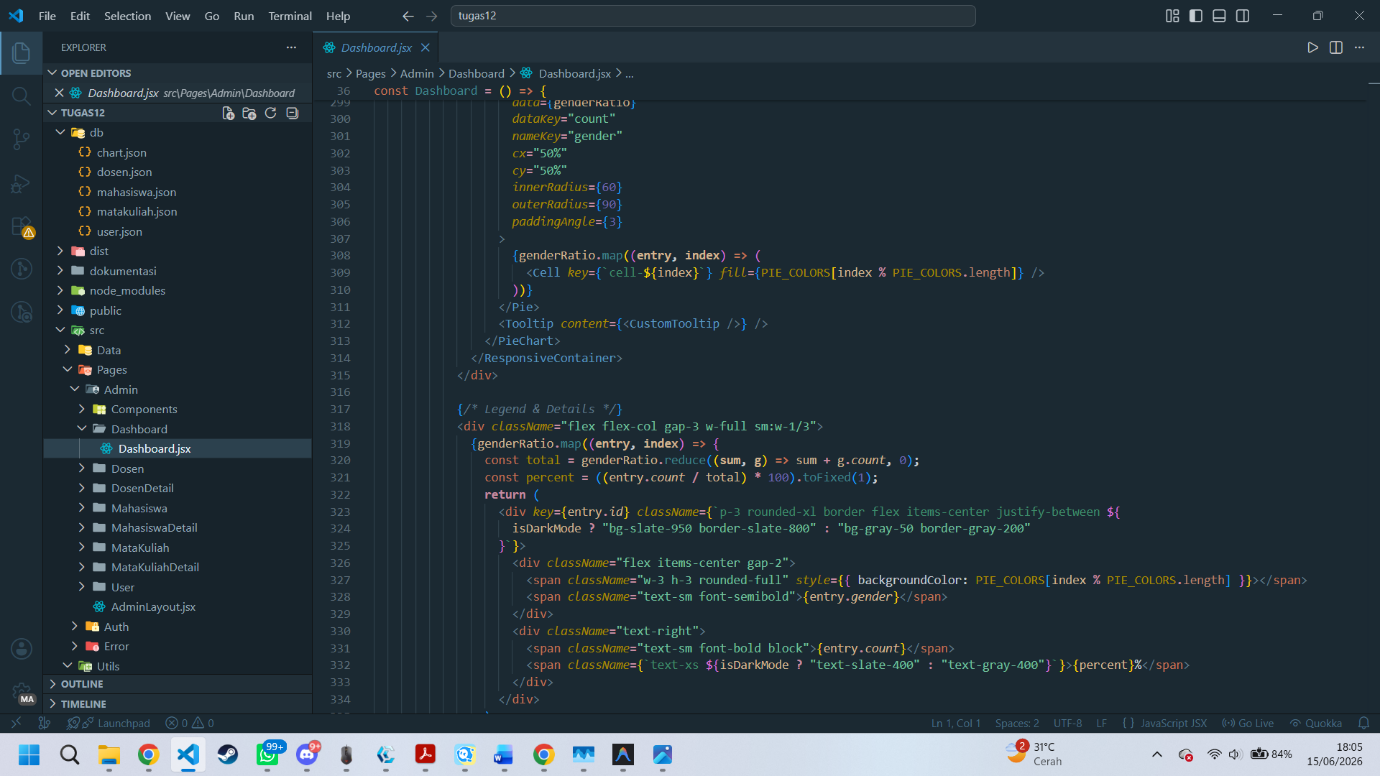 File Edit Selection View Go Run Terminal Help
tugas12
EXPLORER
OPEN EDITORS
Dashboard.jsx src\Pages\Admin\Dashboard
TUGAS12
db
chart.json
dosen.json
mahasiswa.json
matakuliah.json
user.json
dist
dokumentasi
node_modules
public
src
Data
Pages
Admin
Components
Dashboard
Dashboard.jsx
Dosen
DosenDetail
Mahasiswa
MahasiswaDetail
MataKuliah
MataKuliahDetail
User
AdminLayout.jsx
Auth
Error
Utils
OUTLINE
TIMELINE
MA
Dashboard.jsx
src > Pages > Admin > Dashboard > Dashboard.jsx > ...
36 const Dashboard = () => {
299 data={genderRatio}
300 dataKey="count"
301 nameKey="gender"
302 cx="50%"
303 cy="50%"
304 innerRadius={60}
305 outerRadius={90}
306 paddingAngle={3}
307 >
308 {genderRatio.map((entry, index) => (
309 <Cell key={`cell-${index}`} fill={PIE_COLORS[index % PIE_COLORS.length]} />
310 ))}
311 </Pie>
312 <Tooltip content={<CustomTooltip />} />
313 </PieChart>
314 </ResponsiveContainer>
315 </div>
316
317 {/* Legend & Details */}
318 <div className="flex flex-col gap-3 w-full sm:w-1/3">
319 {genderRatio.map((entry, index) => {
320 const total = genderRatio.reduce((sum, g) => sum + g.count, 0);
321 const percent = ((entry.count / total) * 100).toFixed(1);
322 return (
323 <div key={entry.id} className={`p-3 rounded-xl border flex items-center justify-between ${
324 isDarkMode ? "bg-slate-950 border-slate-800" : "bg-gray-50 border-gray-200"
325 }`}>
326 <div className="flex items-center gap-2">
327 <span className="w-3 h-3 rounded-full" style={{ backgroundColor: PIE_COLORS[index % PIE_COLORS.length] }}></span>
328 <span className="text-sm font-semibold">{entry.gender}</span>
329 </div>
330 <div className="text-right">
331 <span className="text-sm font-bold block">{entry.count}</span>
332 <span className={`text-xs ${isDarkMode ? "text-slate-400" : "text-gray-400"}`}>{percent}%</span>
333 </div>
334 </div>
Launchpad 0 0
Ln 1, Col 1 Spaces: 2 UTF-8 LF {} JavaScript JSX Go Live Quokka
99+
9+
2
31°C
Cerah
84%
18:05
15/06/2026